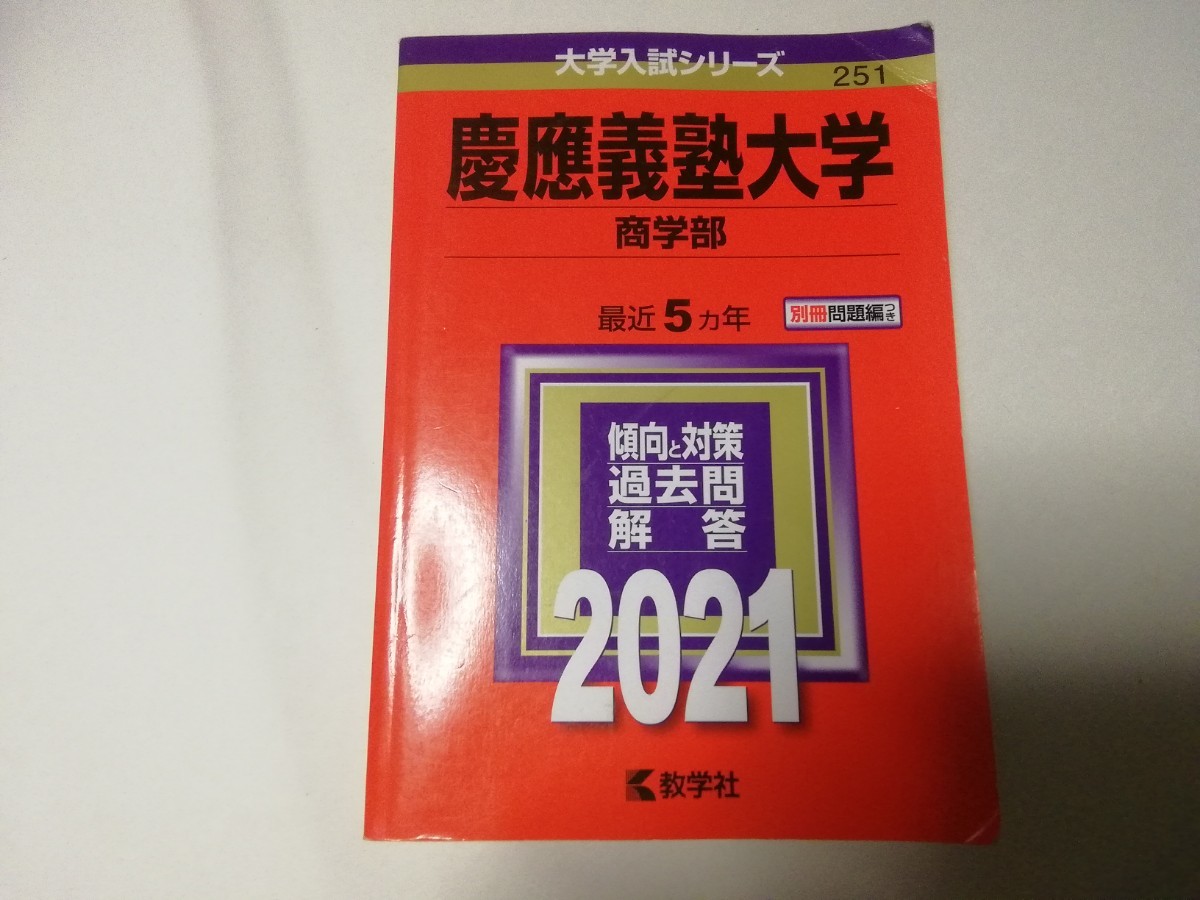 大学入試シリーズ
251
慶應義塾大学
商学部
最近5ヵ年
別冊問題編つき
傾向と対策
過去問
解答
2021
教学社